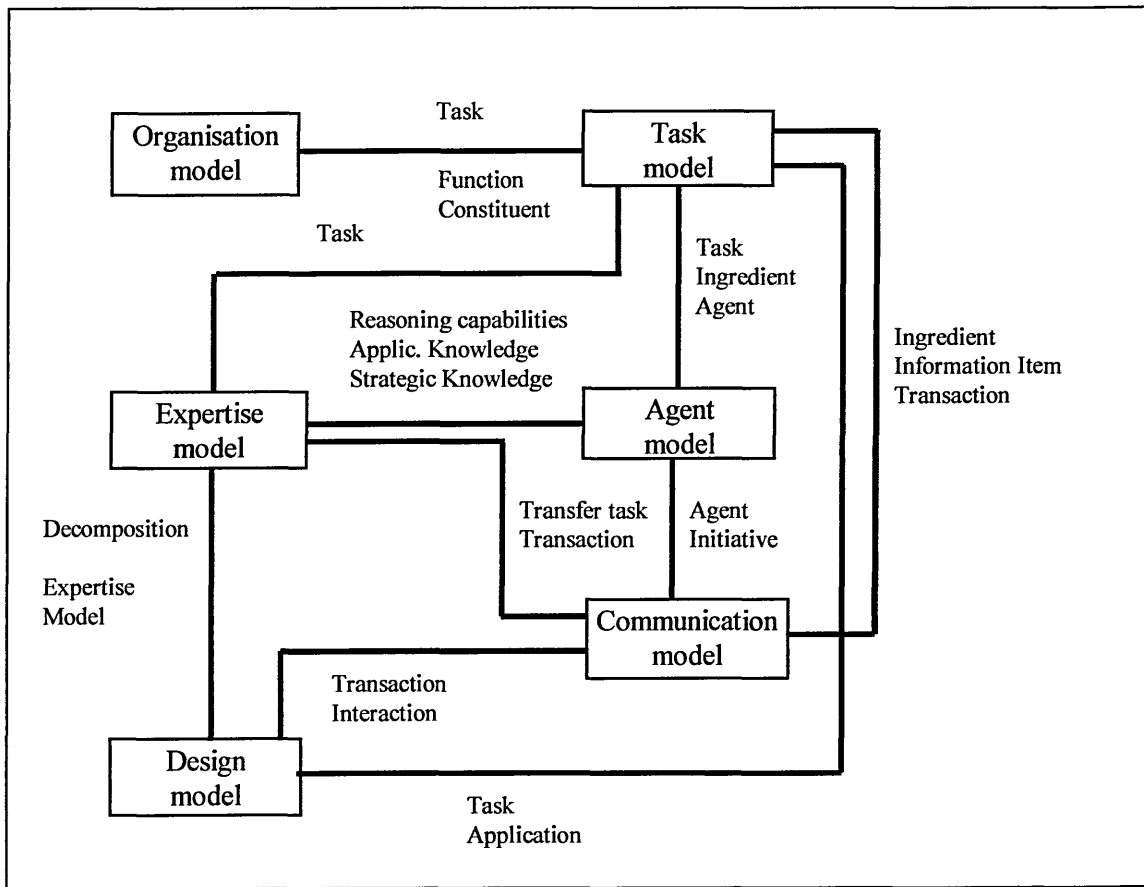 Task
Organisation
model
Task
model
Function
Constituent
Task
Task
Ingredient
Agent
Reasoning capabilities
Applic. Knowledge
Strategic Knowledge
Ingredient
Information Item
Transaction
Expertise
model
Agent
model
Decomposition
Expertise
Model
Transfer task
Transaction
Agent
Initiative
Communication
model
Transaction
Interaction
Design
model
Task
Application